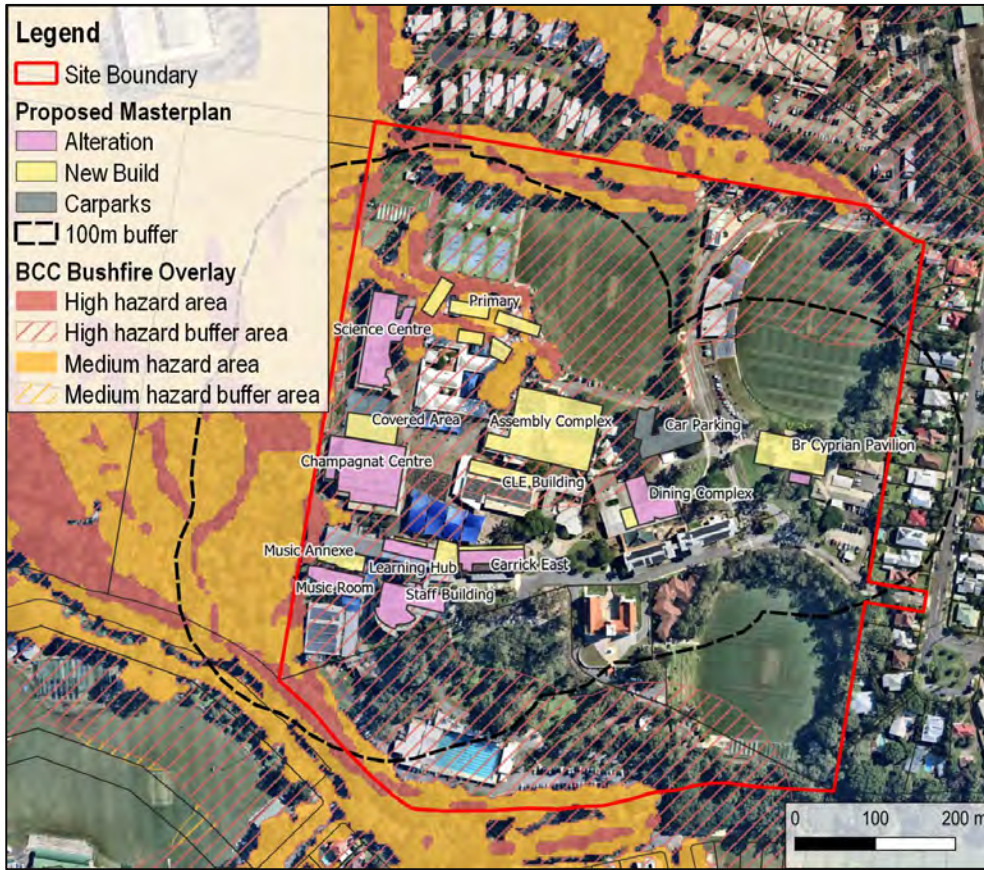 Legend
Site Boundary
Proposed Masterplan
Alteration
New Build
Carparks
100m buffer
BCC Bushfire Overlay
High hazard area
High hazard buffer area
Medium hazard area
Medium hazard buffer area
Primary
Science Centre
Covered Area
Assembly Complex
Car Parking
Champagnat Centre
Br Cyprian Pavilion
CLE Building
Dining Complex
Music Annexe
Learning Hub
Carrick East
Music Room
Staff Building
0 100 200 m